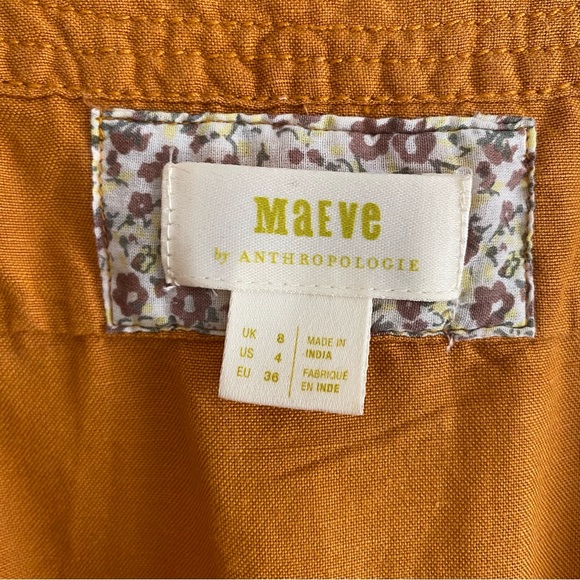 MaEVe
by ANTHROPOLOGIE
UK 8
US 4
EU 36
MADE IN
INDIA
FABRIQUÉ
EN INDE